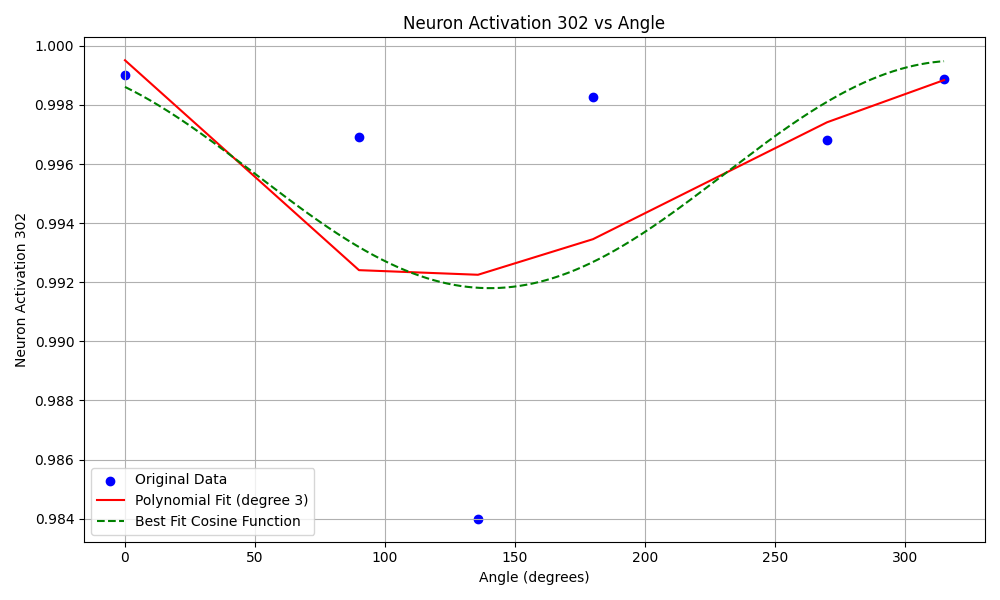 Neuron Activation 302 vs Angle
Neuron Activation 302
1.000
0.998
0.996
0.994
0.992
0.990
0.988
0.986
0.984
Original Data
Polynomial Fit (degree 3)
Best Fit Cosine Function
0 50 100 150 200 250 300
Angle (degrees)